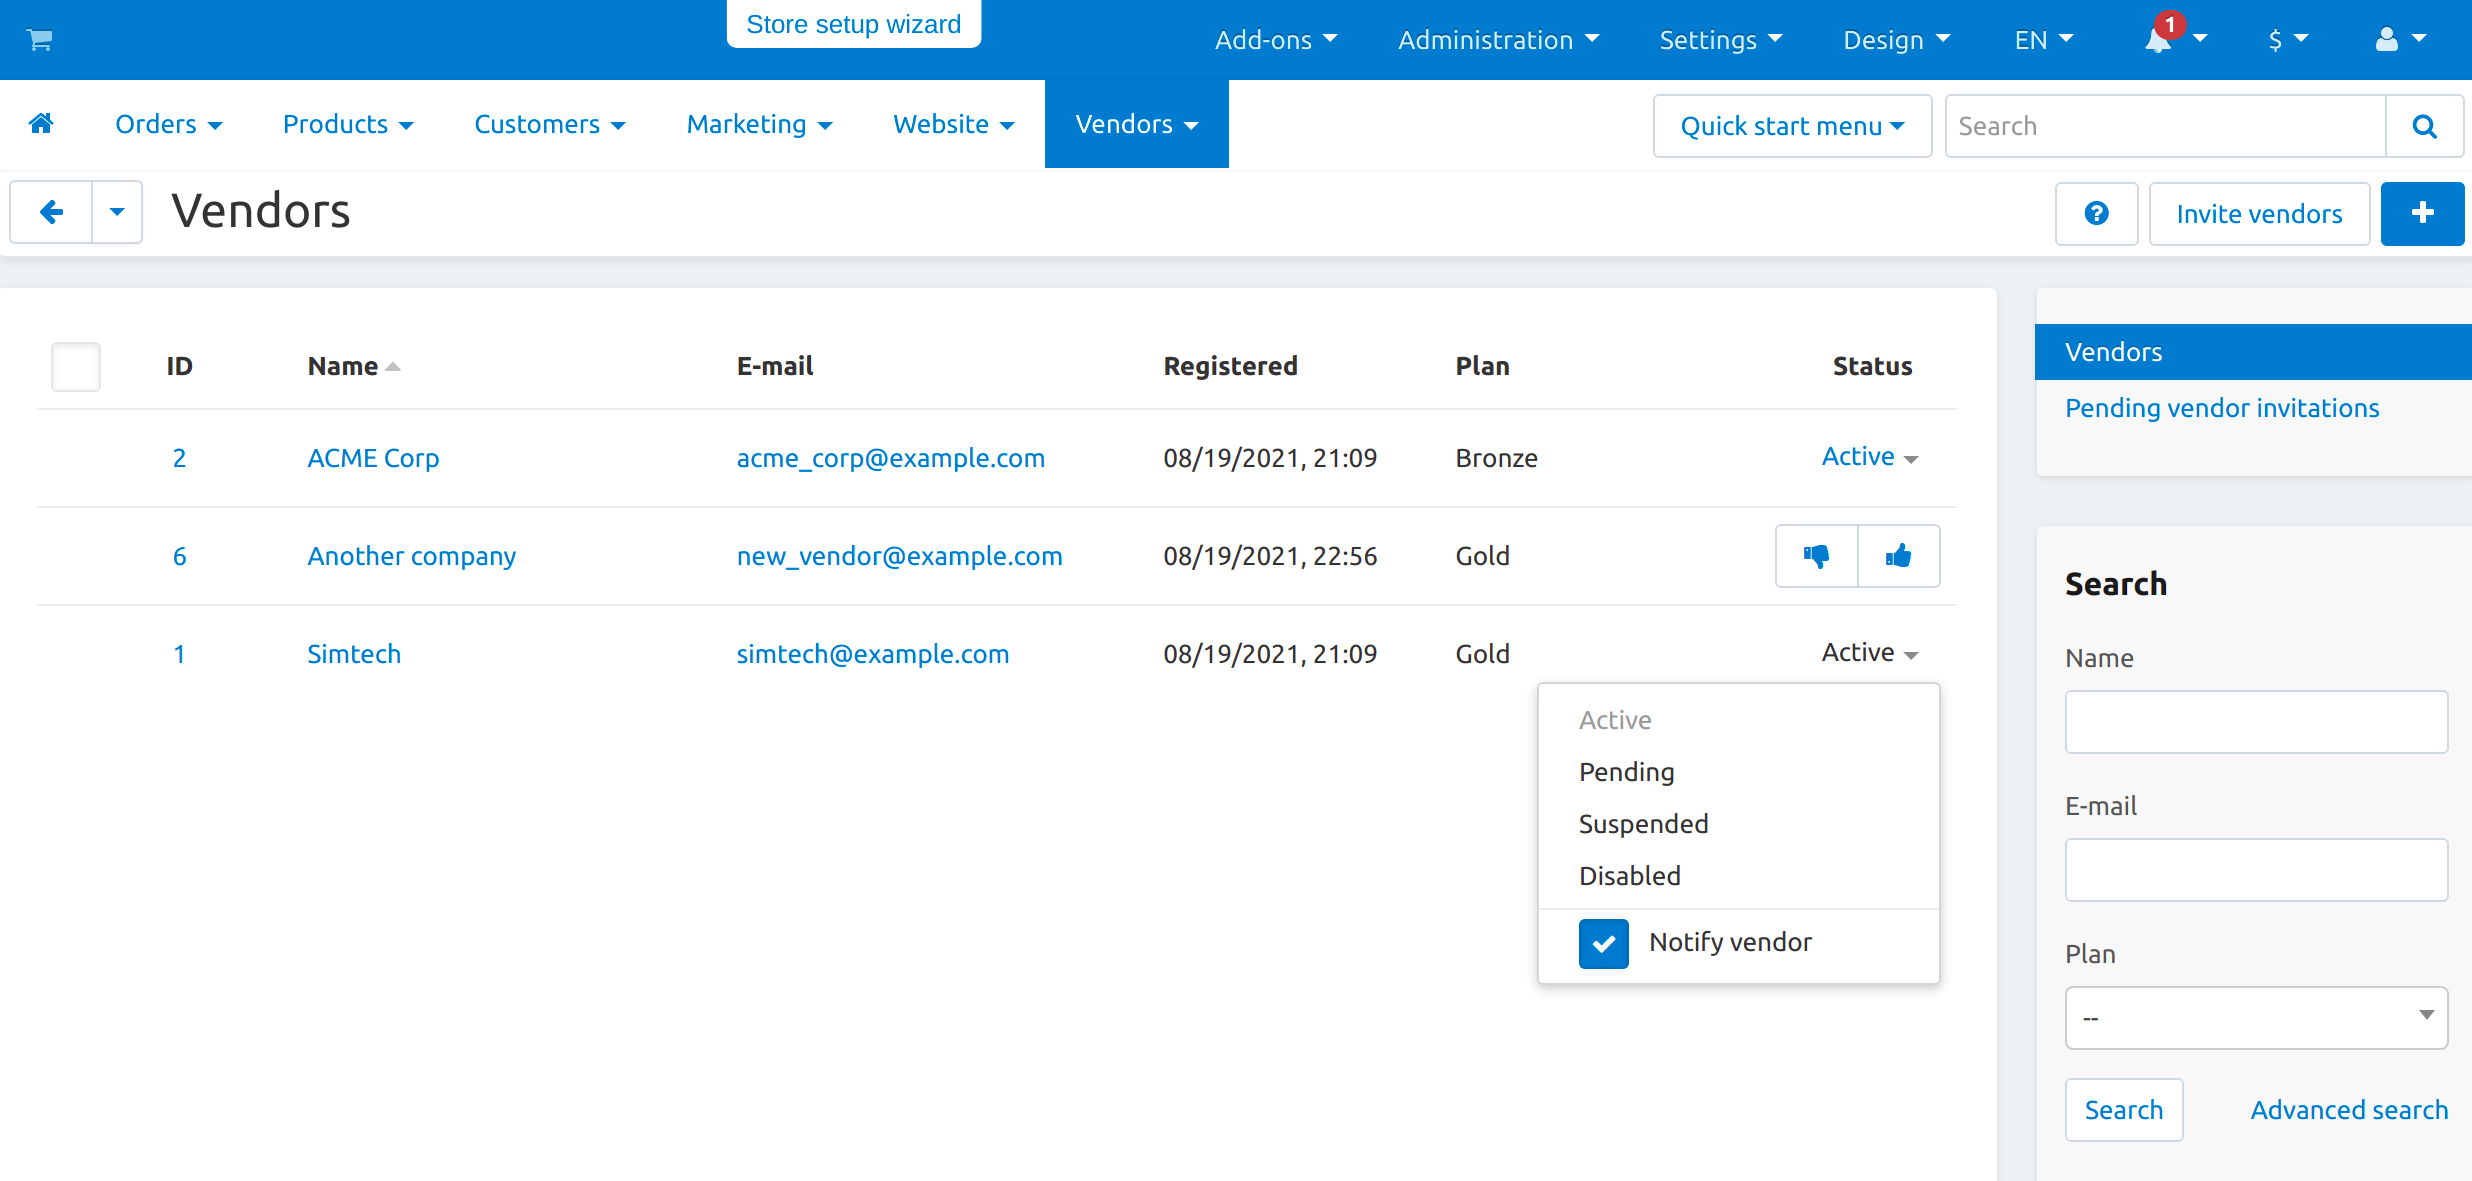 Store setup wizard
Add-ons Administration Settings Design EN 1 $
Orders Products Customers Marketing Website Vendors Quick start menu Search
Vendors Invite vendors
ID Name E-mail Registered Plan Status
2 ACME Corp acme_corp@example.com 08/19/2021, 21:09 Bronze Active
6 Another company new_vendor@example.com 08/19/2021, 22:56 Gold
1 Simtech simtech@example.com 08/19/2021, 21:09 Gold Active
Active
Pending
Suspended
Disabled
Notify vendor
Vendors
Pending vendor invitations
Search
Name
E-mail
Plan
--
Search Advanced search